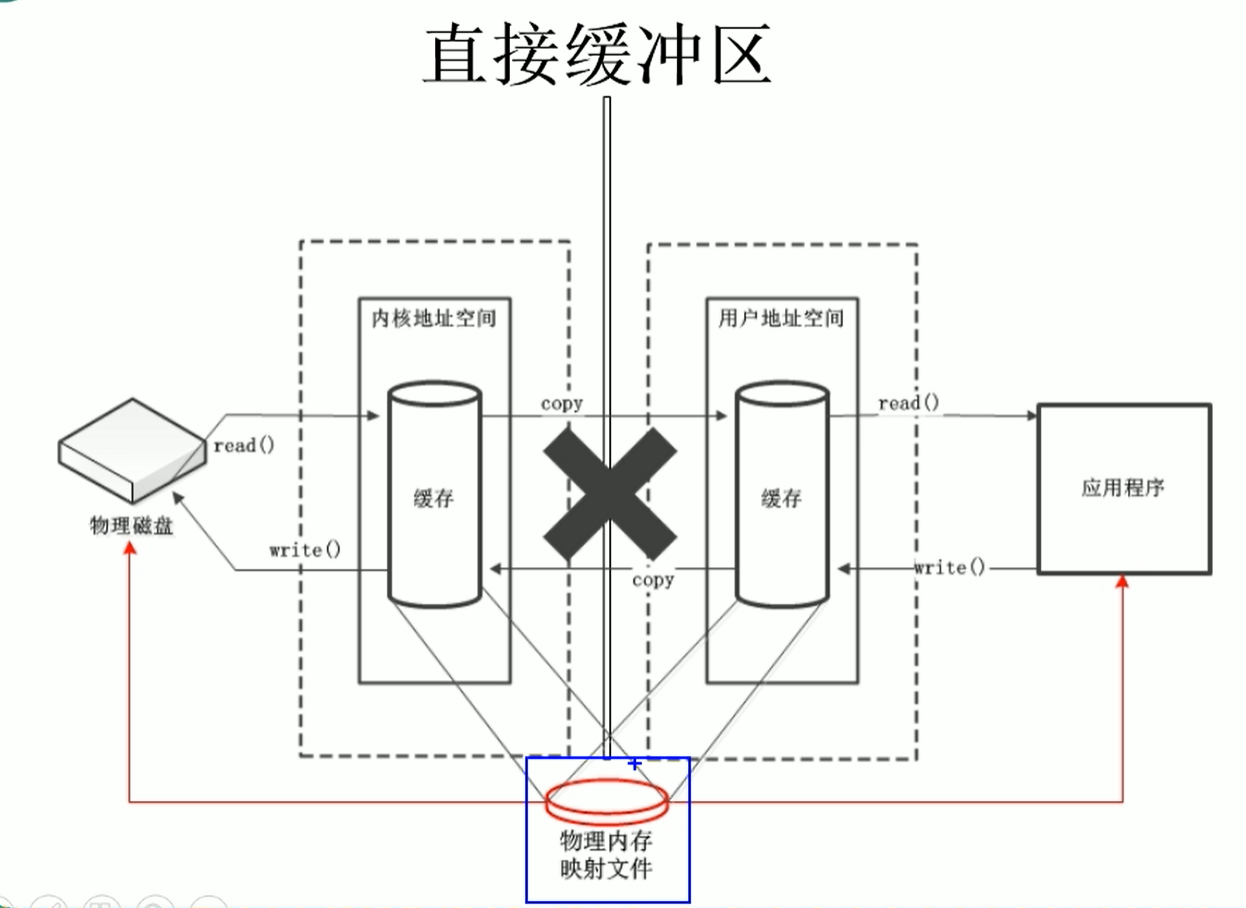 直接缓冲区
内核地址空间
用户地址空间
copy
read()
read()
缓存
缓存
应用程序
物理磁盘
write()
copy
write()
物理内存
映射文件